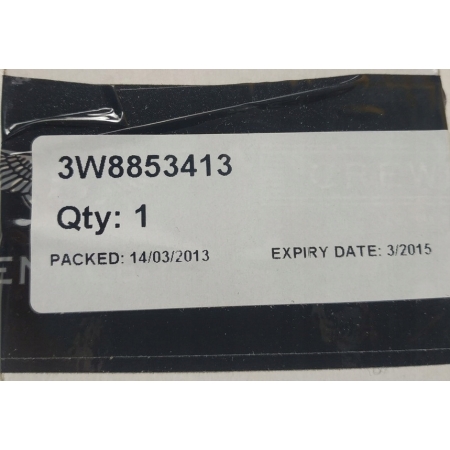 3W8853413
Qty: 1
PACKED: 14/03/2013 EXPIRY DATE: 3/2015